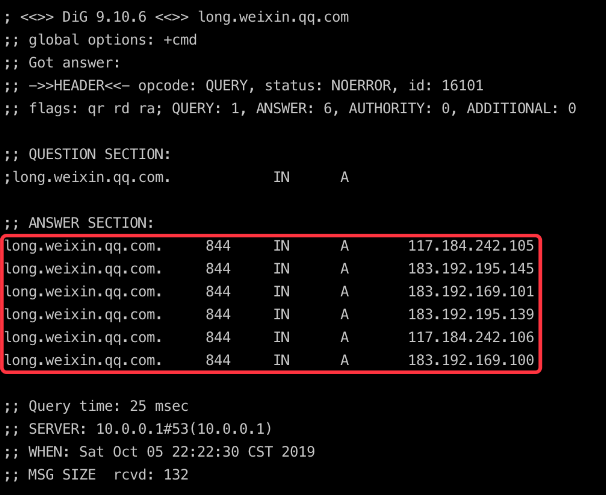 ; <<>> DiG 9.10.6 <<>> long.weixin.qq.com
;; global options: +cmd
;; Got answer:
;; ->>HEADER<<- opcode: QUERY, status: NOERROR, id: 16101
;; flags: qr rd ra; QUERY: 1, ANSWER: 6, AUTHORITY: 0, ADDITIONAL: 0
;; QUESTION SECTION:
;long.weixin.qq.com. IN A
;; ANSWER SECTION:
long.weixin.qq.com. 844 IN A 117.184.242.105
long.weixin.qq.com. 844 IN A 183.192.195.145
long.weixin.qq.com. 844 IN A 183.192.169.101
long.weixin.qq.com. 844 IN A 183.192.195.139
long.weixin.qq.com. 844 IN A 117.184.242.106
long.weixin.qq.com. 844 IN A 183.192.169.100
;; Query time: 25 msec
;; SERVER: 10.0.0.1#53(10.0.0.1)
;; WHEN: Sat Oct 05 22:22:30 CST 2019
;; MSG SIZE rcvd: 132